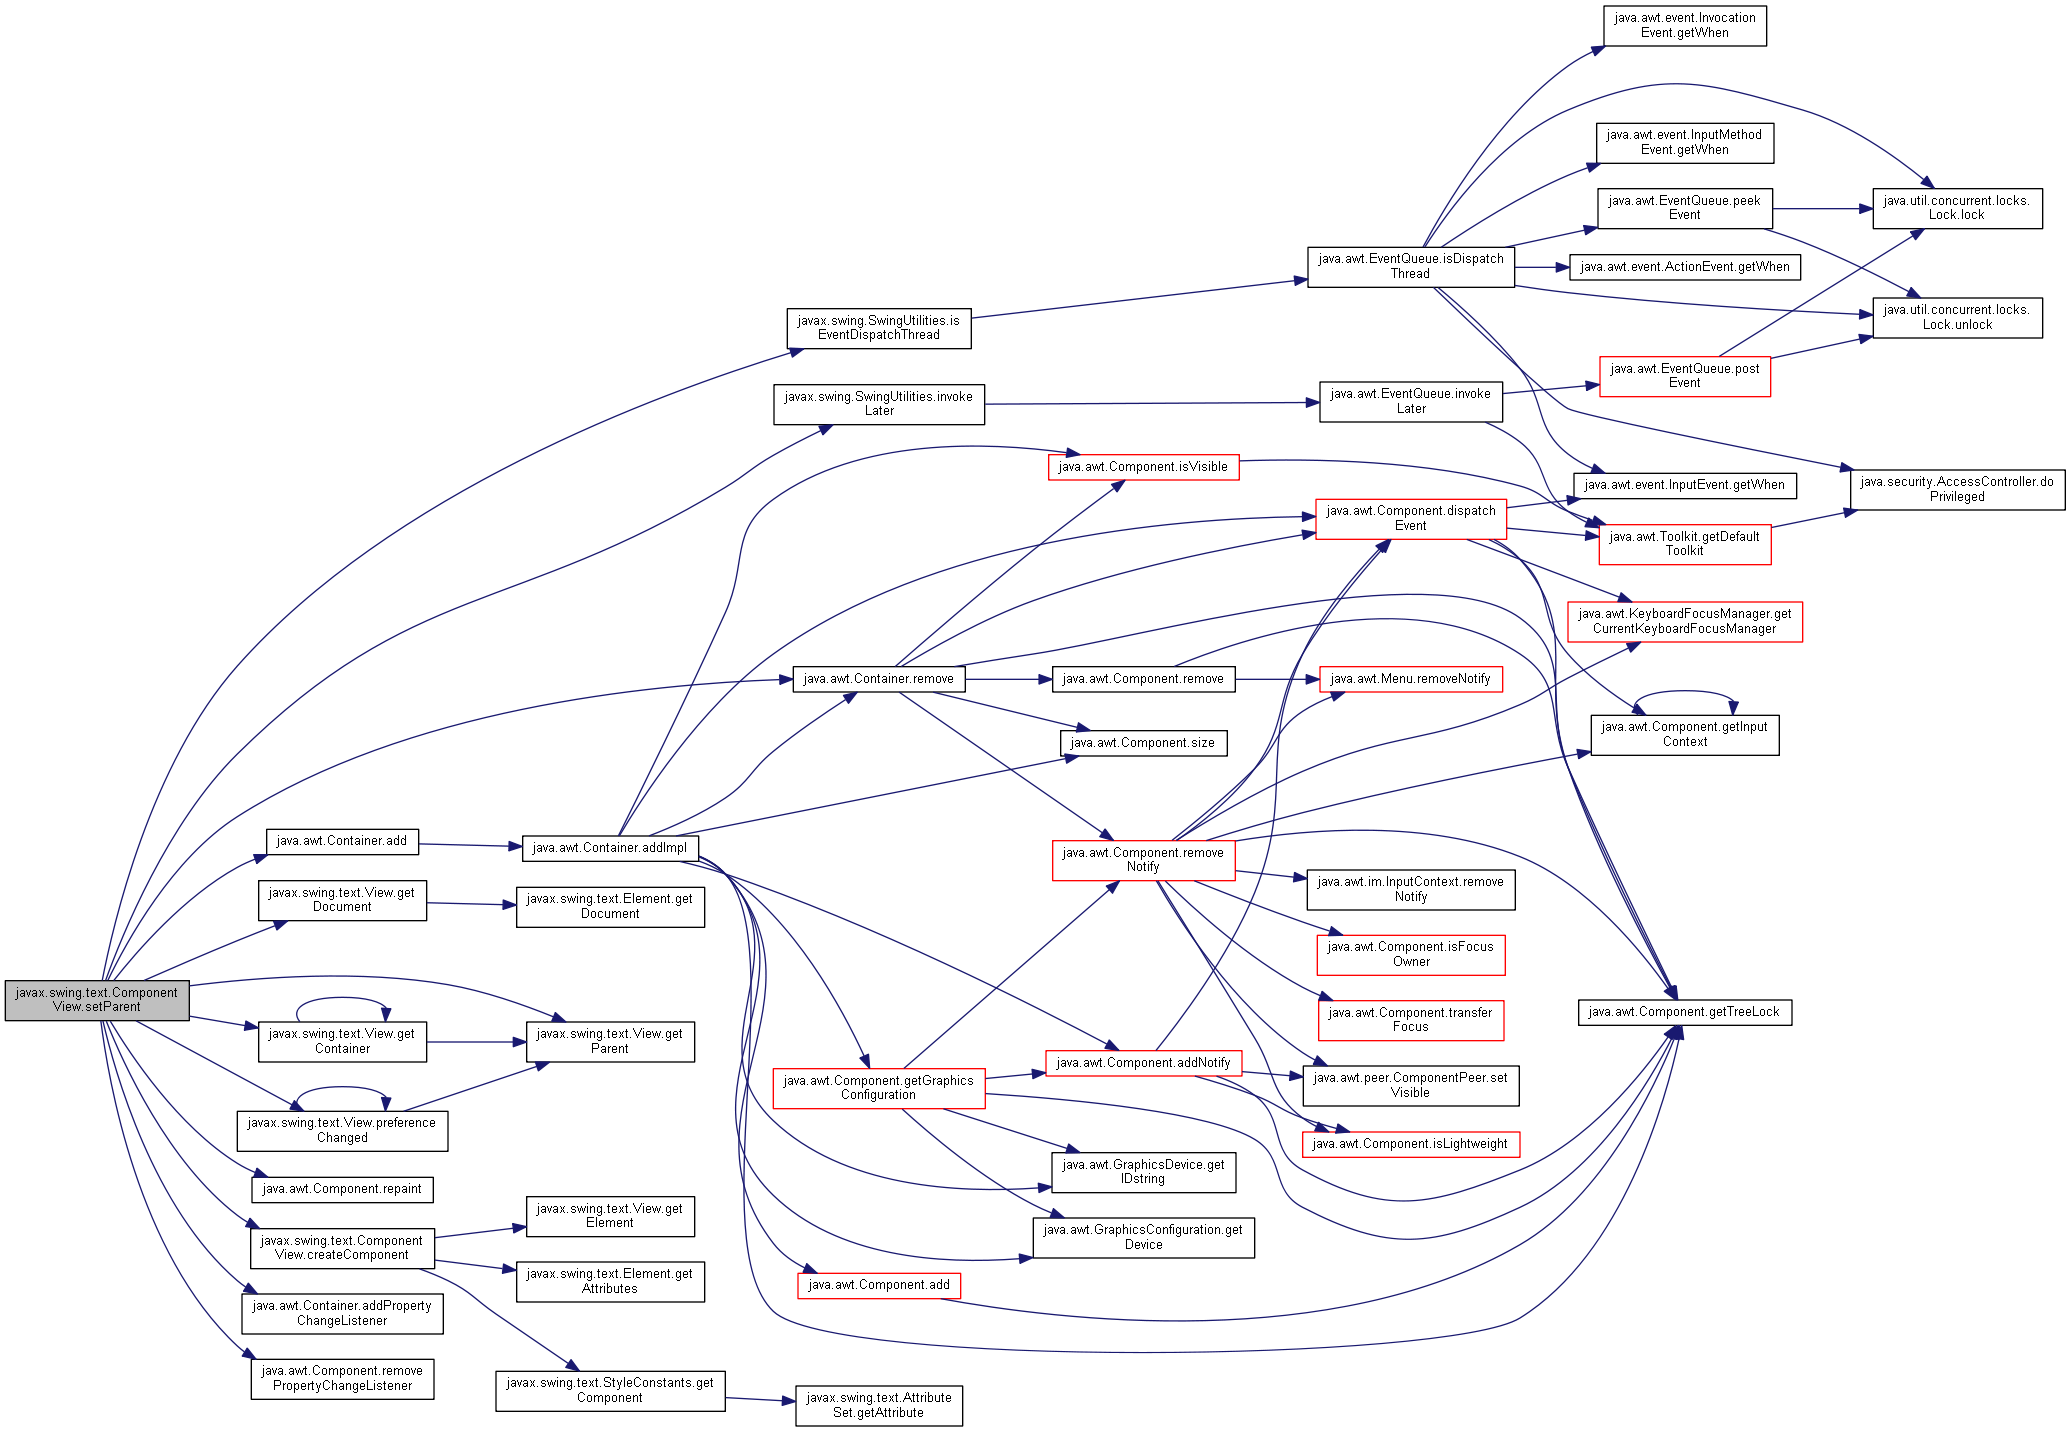 java.awt.event.Invocation
Event.getWhen
java.awt.event.InputMethod
Event.getWhen
java.awt.EventQueue.peek
Event
java.util.concurrent.locks.
Lock.lock
java.awt.EventQueue.isDispatch
Thread
java.awt.event.ActionEvent.getWhen
javax.swing.SwingUtilities.is
EventDispatchThread
java.util.concurrent.locks.
Lock.unlock
java.awt.EventQueue.post
Event
javax.swing.SwingUtilities.invoke
Later
java.awt.EventQueue.invoke
Later
java.awt.Component.isVisible
java.awt.event.InputEvent.getWhen
java.security.AccessController.do
Privileged
java.awt.Component.dispatch
Event
java.awt.Toolkit.getDefault
Toolkit
java.awt.KeyboardFocusManager.get
CurrentKeyboardFocusManager
java.awt.Container.remove
java.awt.Component.remove
java.awt.Menu.removeNotify
java.awt.Component.size
java.awt.Component.getInput
Context
java.awt.Container.add
java.awt.Container.addImpl
java.awt.Component.remove
Notify
javax.swing.text.View.get
Document
javax.swing.text.Element.get
Document
java.awt.im.InputContext.remove
Notify
java.awt.Component.isFocus
Owner
javax.swing.text.Component
View.setParent
java.awt.Component.transfer
Focus
java.awt.Component.getTreeLock
javax.swing.text.View.get
Container
javax.swing.text.View.get
Parent
java.awt.Component.getGraphics
Configuration
java.awt.Component.addNotify
java.awt.peer.ComponentPeer.set
Visible
javax.swing.text.View.preference
Changed
java.awt.Component.isLightweight
java.awt.GraphicsDevice.get
IDstring
java.awt.Component.repaint
javax.swing.text.View.get
Element
java.awt.GraphicsConfiguration.get
Device
javax.swing.text.Component
View.createComponent
javax.swing.text.Element.get
Attributes
java.awt.Component.add
java.awt.Container.addProperty
ChangeListener
java.awt.Component.remove
PropertyChangeListener
javax.swing.text.StyleConstants.get
Component
javax.swing.text.Attribute
Set.getAttribute